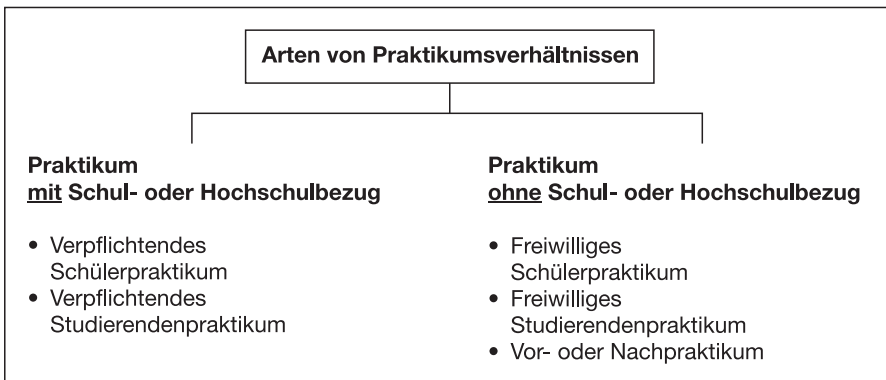 Arten von Praktikumsverhältnissen
Praktikum
mit Schul- oder Hochschulbezug
• Verpflichtendes
Schülerpraktikum
• Verpflichtendes
Studierendenpraktikum
Praktikum
ohne Schul- oder Hochschulbezug
• Freiwilliges
Schülerpraktikum
• Freiwilliges
Studierendenpraktikum
• Vor- oder Nachpraktikum